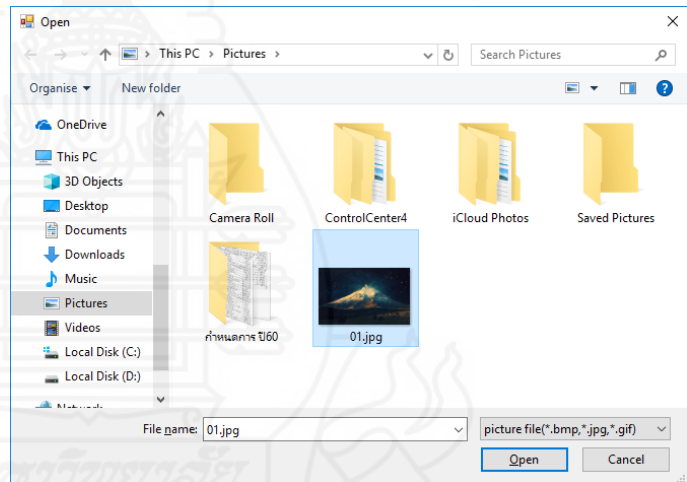 Open
This PC > Pictures >
Search Pictures
Organise
New folder
OneDrive
This PC
3D Objects
Desktop
Documents
Downloads
Music
Pictures
Videos
Local Disk (C:)
Local Disk (D:)
Network
Camera Roll
ControlCenter4
iCloud Photos
Saved Pictures
กำหนดการ ปี60
01.jpg
File name: 01.jpg
picture file(*.bmp,*.jpg,*.gif)
Open
Cancel